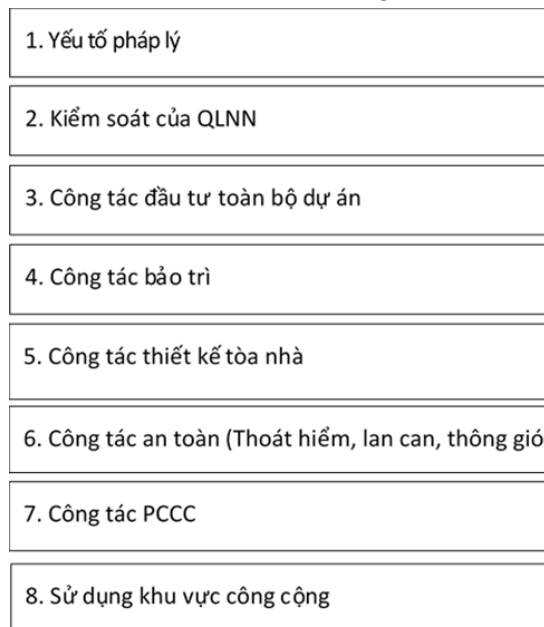 1. Yếu tố pháp lý
2. Kiểm soát của QLNN
3. Công tác đầu tư toàn bộ dự án
4. Công tác bảo trì
5. Công tác thiết kế tòa nhà
6. Công tác an toàn (Thoát hiểm, lan can, thông gió
7. Công tác PCCC
8. Sử dụng khu vực công cộng